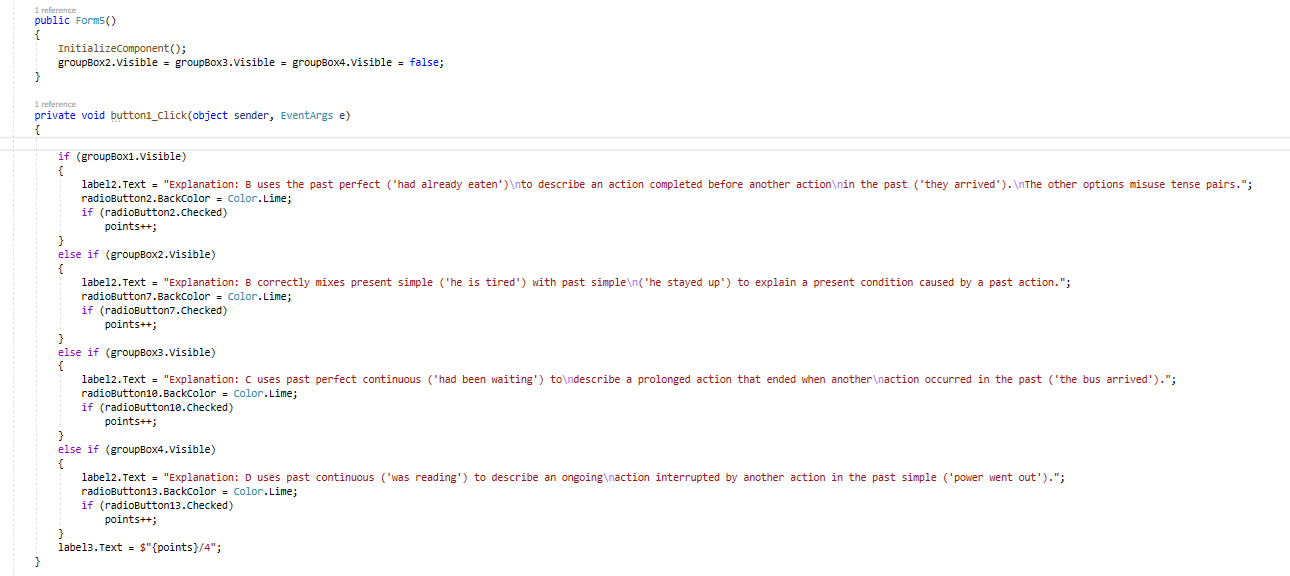 1 reference
public Form5()
{
InitializeComponent();
groupBox2.Visible = groupBox3.Visible = groupBox4.Visible = false;
}
1 reference
private void button1_Click(object sender, EventArgs e)
{
if (groupBox1.Visible)
{
label2.Text = "Explanation: B uses the past perfect ('had already eaten')\nto describe an action completed before another action\nin the past ('they arrived').\nThe other options misuse tense pairs.";
radioButton2.BackColor = Color.Lime;
if (radioButton2.Checked)
points++;
}
else if (groupBox2.Visible)
{
label2.Text = "Explanation: B correctly mixes present simple ('he is tired') with past simple\n('he stayed up') to explain a present condition caused by a past action.";
radioButton7.BackColor = Color.Lime;
if (radioButton7.Checked)
points++;
}
else if (groupBox3.Visible)
{
label2.Text = "Explanation: C uses past perfect continuous ('had been waiting') to\ndescribe a prolonged action that ended when another\naction occurred in the past ('the bus arrived').";
radioButton10.BackColor = Color.Lime;
if (radioButton10.Checked)
points++;
}
else if (groupBox4.Visible)
{
label2.Text = "Explanation: D uses past continuous ('was reading') to describe an ongoing\naction interrupted by another action in the past simple ('power went out').";
radioButton13.BackColor = Color.Lime;
if (radioButton13.Checked)
points++;
}
label3.Text = $"{points}/4";
}